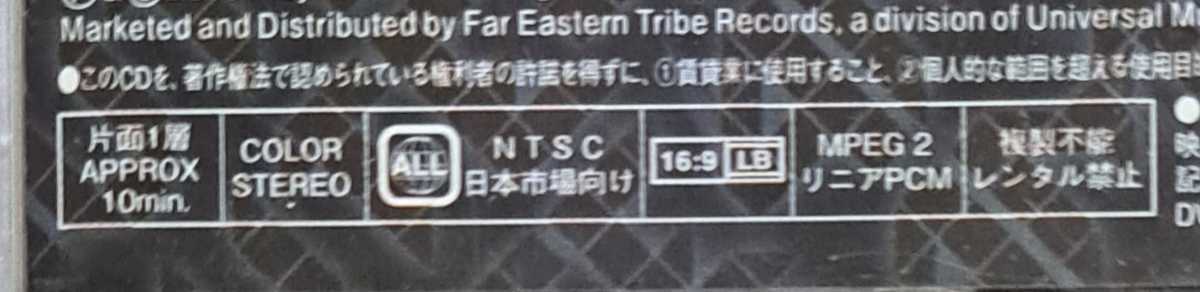 Marketed and Distributed by Far Eastern Tribe Records, a division of Universal M
●このCDを、著作権法で認められている権利者の許諾を得ずに、①賃貸業に使用すること、②個人的な範囲を超える使用目
片面1層
APPROX
10min.
COLOR
STEREO
ALL
NTSC
日本市場向け
16:9 LB
MPEG 2
リニアPCM
複製不能
レンタル禁止
●
映